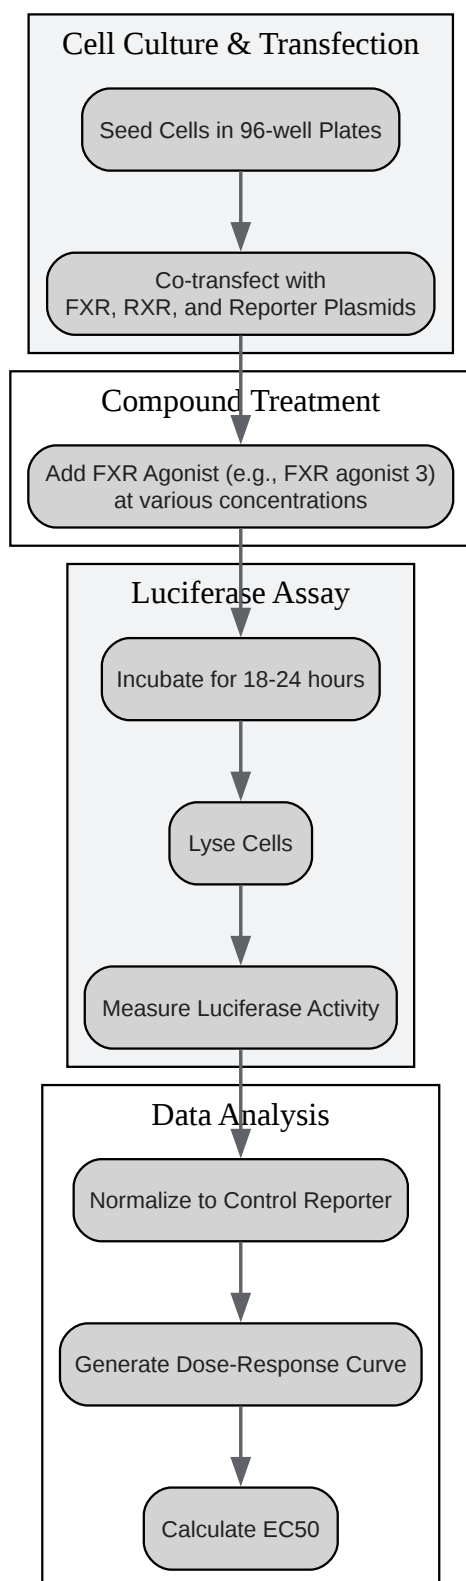 Cell Culture & Transfection
Seed Cells in 96-well Plates
Co-transfect with
FXR, RXR, and Reporter Plasmids
Compound Treatment
Add FXR Agonist (e.g., FXR agonist 3)
at various concentrations
Luciferase Assay
Incubate for 18-24 hours
Lyse Cells
Measure Luciferase Activity
Data Analysis
Normalize to Control Reporter
Generate Dose-Response Curve
Calculate EC50